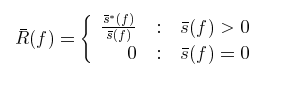 R̄(f) = { s̄*(f) / s̄(f) : s̄(f) > 0
0 : s̄(f) = 0